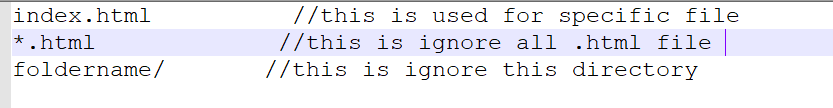 index.html //this is used for specific file
*.html //this is ignore all .html file
foldername/ //this is ignore this directory